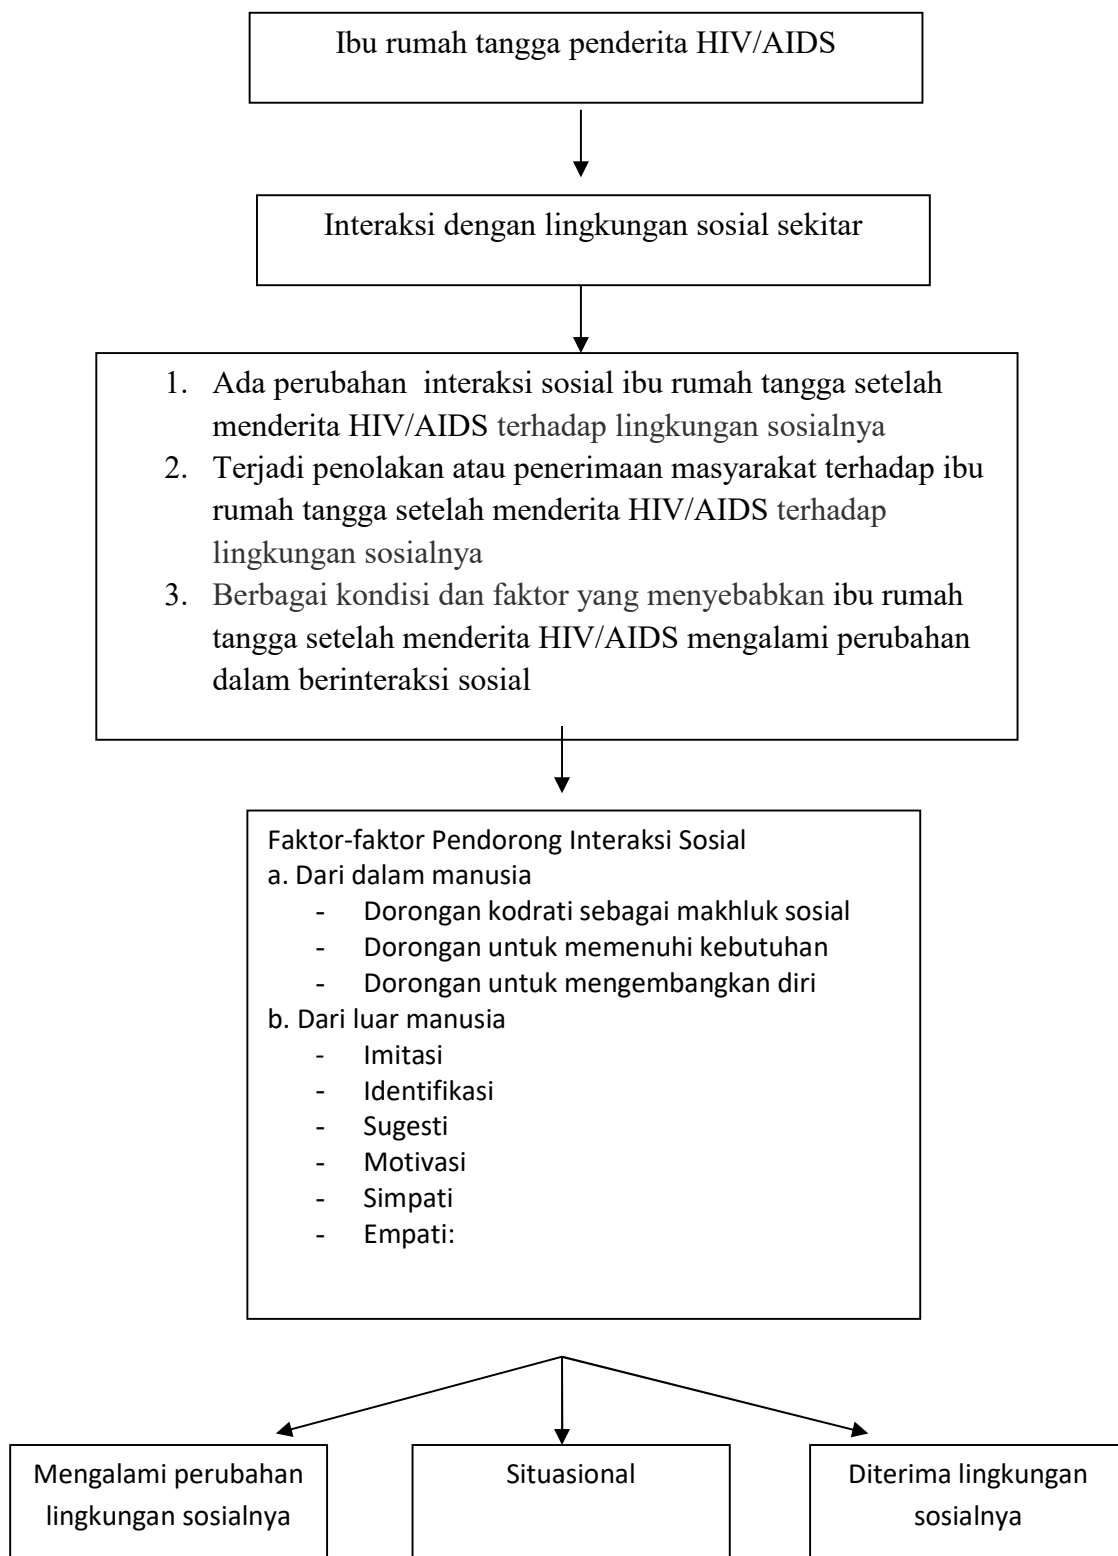 Ibu rumah tangga penderita HIV/AIDS
Interaksi dengan lingkungan sosial sekitar
1. Ada perubahan  interaksi sosial ibu rumah tangga setelah
menderita HIV/AIDS terhadap lingkungan sosialnya
2. Terjadi penolakan atau penerimaan masyarakat terhadap ibu
rumah tangga setelah menderita HIV/AIDS terhadap
lingkungan sosialnya
3. Berbagai kondisi dan faktor yang menyebabkan ibu rumah
tangga setelah menderita HIV/AIDS mengalami perubahan
dalam berinteraksi sosial
Faktor-faktor Pendorong Interaksi Sosial
a. Dari dalam manusia
- Dorongan kodrati sebagai makhluk sosial
- Dorongan untuk memenuhi kebutuhan
- Dorongan untuk mengembangkan diri
b. Dari luar manusia
- Imitasi
- Identifikasi
- Sugesti
- Motivasi
- Simpati
- Empati:
Mengalami perubahan
lingkungan sosialnya
Situasional
Diterima lingkungan
sosialnya